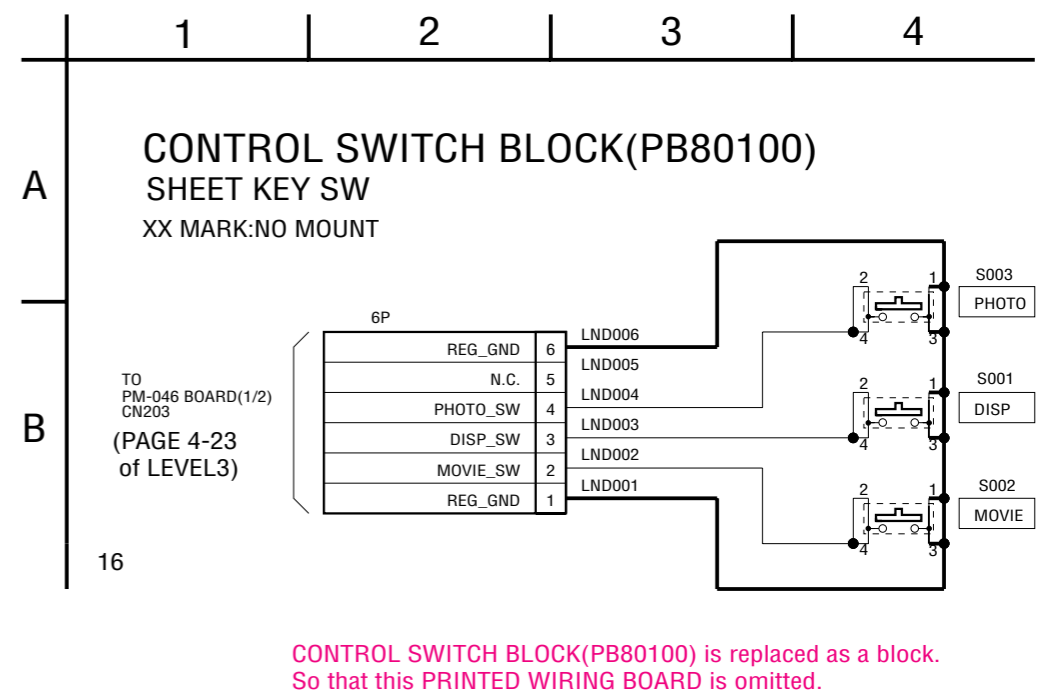 1 2 3 4
A
CONTROL SWITCH BLOCK(PB80100)
SHEET KEY SW
XX MARK:NO MOUNT
B
TO
PM-046 BOARD(1/2)
CN203
(PAGE 4-23
of LEVEL3)
6P
REG_GND 6 LND006
N.C. 5 LND005
PHOTO_SW 4 LND004
DISP_SW 3 LND003
MOVIE_SW 2 LND002
REG_GND 1 LND001
2 1 S003
PHOTO
4 3
2 1 S001
DISP
4 3
2 1 S002
MOVIE
4 3
16
CONTROL SWITCH BLOCK(PB80100) is replaced as a block.
So that this PRINTED WIRING BOARD is omitted.